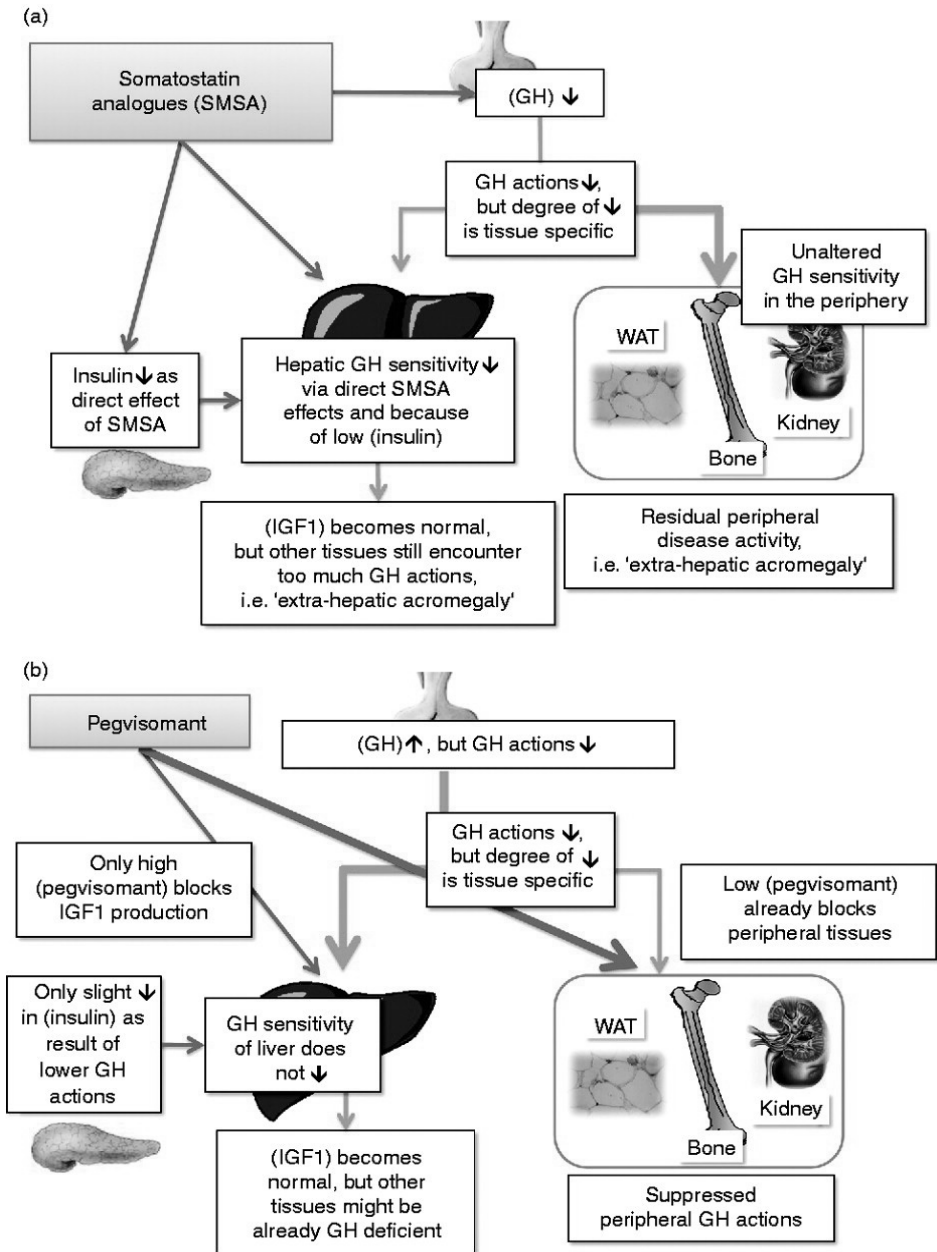 (a)
Somatostatin
analogues (SMSA)
(GH) ↓
GH actions ↓,
but degree of ↓
is tissue specific
Unaltered
GH sensitivity
in the periphery
WAT
Kidney
Bone
Insulin ↓ as
direct effect
of SMSA
Hepatic GH sensitivity ↓
via direct SMSA
effects and because
of low (insulin)
(IGF1) becomes normal,
but other tissues still encounter
too much GH actions,
i.e. 'extra-hepatic acromegaly'
Residual peripheral
disease activity,
i.e. 'extra-hepatic acromegaly'
(b)
Pegvisomant
(GH) ↑, but GH actions ↓
GH actions ↓,
but degree of ↓
is tissue specific
Only high
(pegvisomant) blocks
IGF1 production
Low (pegvisomant)
already blocks
peripheral tissues
Only slight ↓
in (insulin) as
result of
lower GH
actions
GH sensitivity
of liver does
not ↓
WAT
Kidney
Bone
(IGF1) becomes
normal, but other
tissues might be
already GH deficient
Suppressed
peripheral GH actions